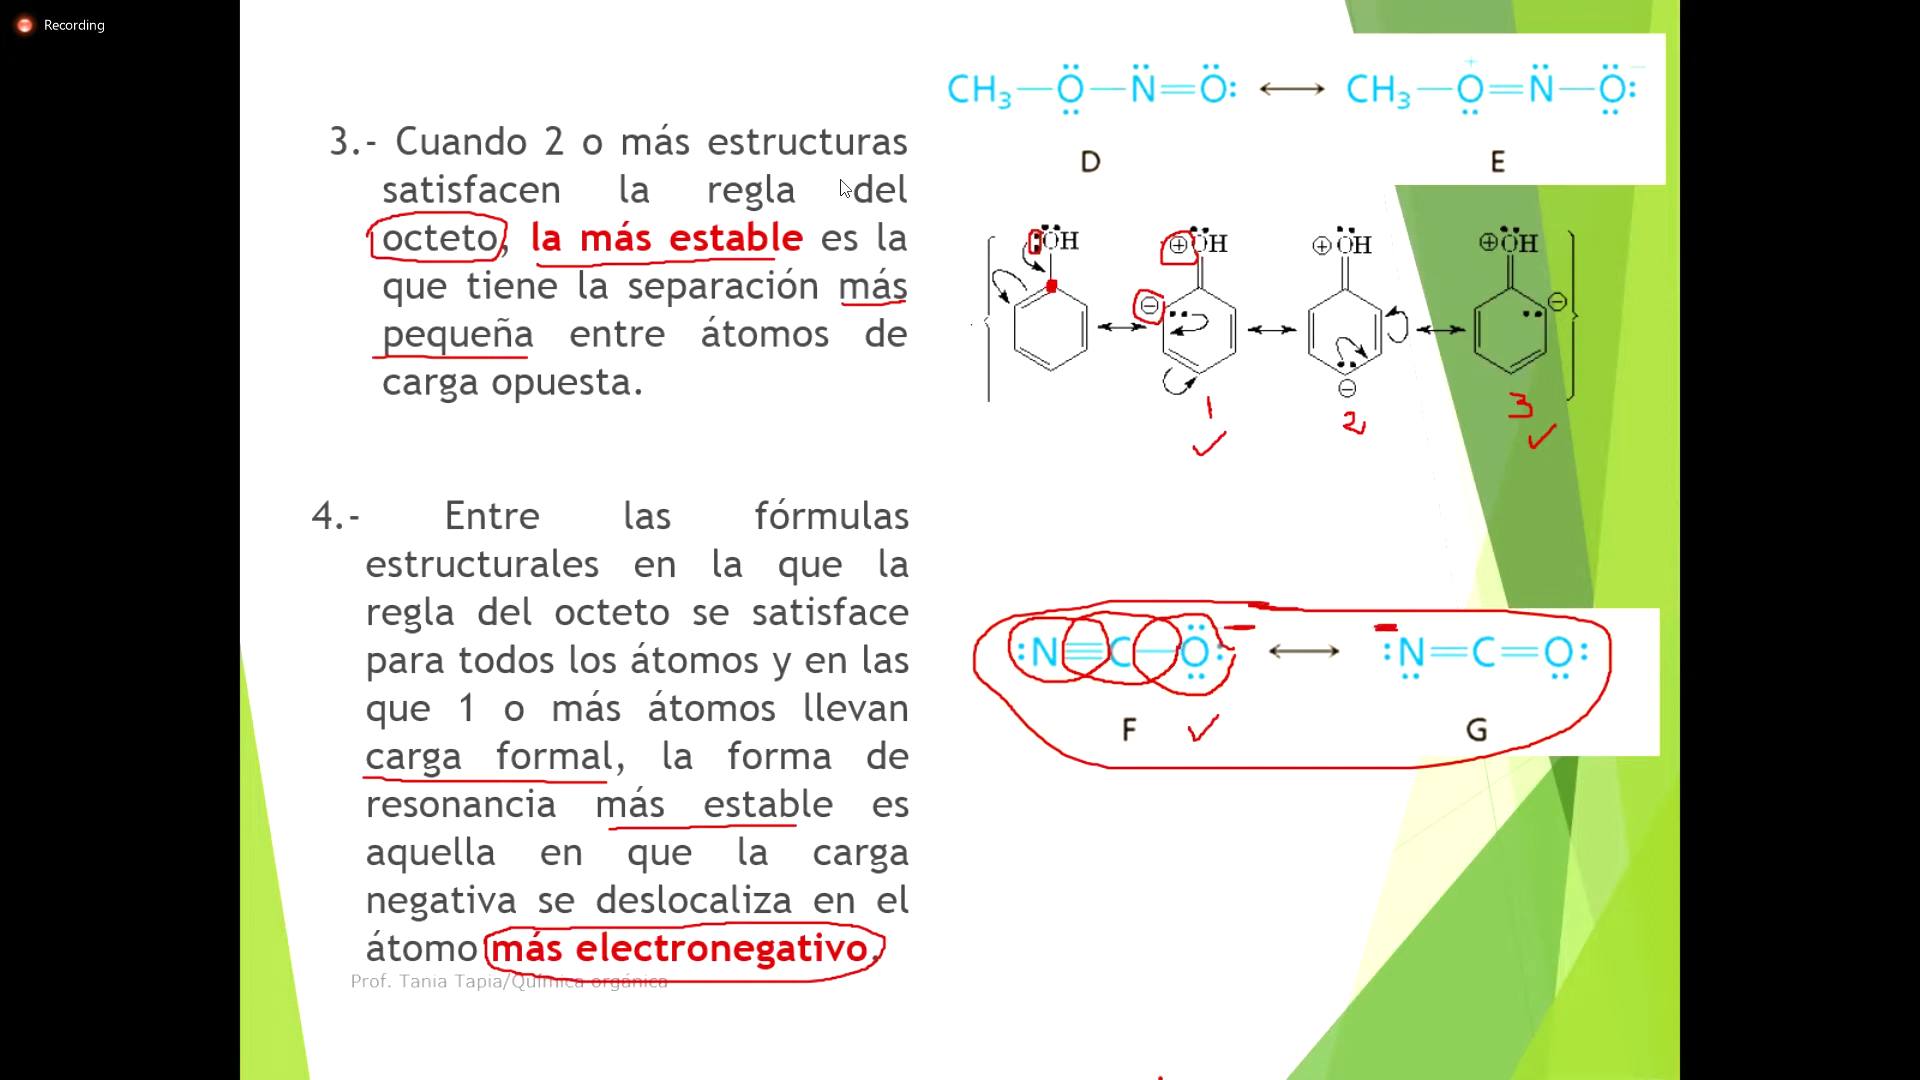 Recording
3.- Cuando 2 o más estructuras
satisfacen la regla del
octeto, la más estable es la
que tiene la separación más
pequeña entre átomos de
carga opuesta.
CH₃—Ö—N̈=Ö: ↔ CH₃—Ö⁺=N̈—Ö:⁻
D E
:ÖH ⊕ÖH ⊕ÖH ⊕ÖH
⊖ ⊖
⊖
1 2 3
4.- Entre las fórmulas
estructurales en la que la
regla del octeto se satisface
para todos los átomos y en las
que 1 o más átomos llevan
carga formal, la forma de
resonancia más estable es
aquella en que la carga
negativa se deslocaliza en el
átomo más electronegativo.
:N≡C—Ö:⁻ ↔ ⁻:N̤=C=O̤:
F G
Prof. Tania Tapia/Química orgánica